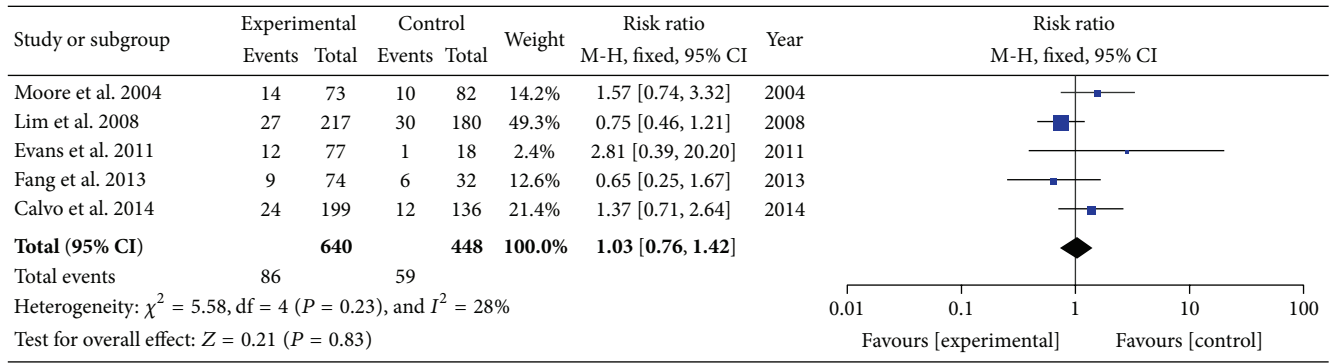 Study or subgroup Experimental Control Weight Risk ratio Year Risk ratio
Events Total Events Total M-H, fixed, 95% CI M-H, fixed, 95% CI
Moore et al. 2004 14 73 10 82 14.2% 1.57 [0.74, 3.32] 2004
Lim et al. 2008 27 217 30 180 49.3% 0.75 [0.46, 1.21] 2008
Evans et al. 2011 12 77 1 18 2.4% 2.81 [0.39, 20.20] 2011
Fang et al. 2013 9 74 6 32 12.6% 0.65 [0.25, 1.67] 2013
Calvo et al. 2014 24 199 12 136 21.4% 1.37 [0.71, 2.64] 2014
Total (95% CI) 640 448 100.0% 1.03 [0.76, 1.42]
Total events 86 59
Heterogeneity: χ² = 5.58, df = 4 (P = 0.23), and I² = 28%
Test for overall effect: Z = 0.21 (P = 0.83)
0.01 0.1 1 10 100
Favours [experimental] Favours [control]